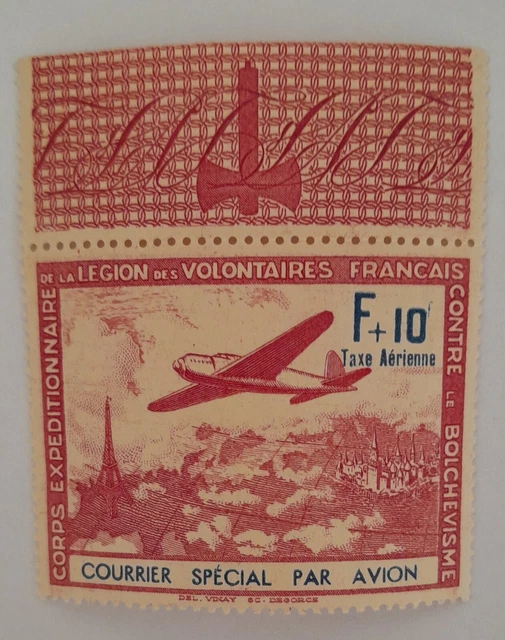 CORPS EXPEDITIONNAIRE DE LA LEGION DES VOLONTAIRES FRANCAIS CONTRE LE BOLCHEVISME
F+10
Taxe Aérienne
COURRIER SPÉCIAL PAR AVION
DEL. VINAY SC. DEGORCE